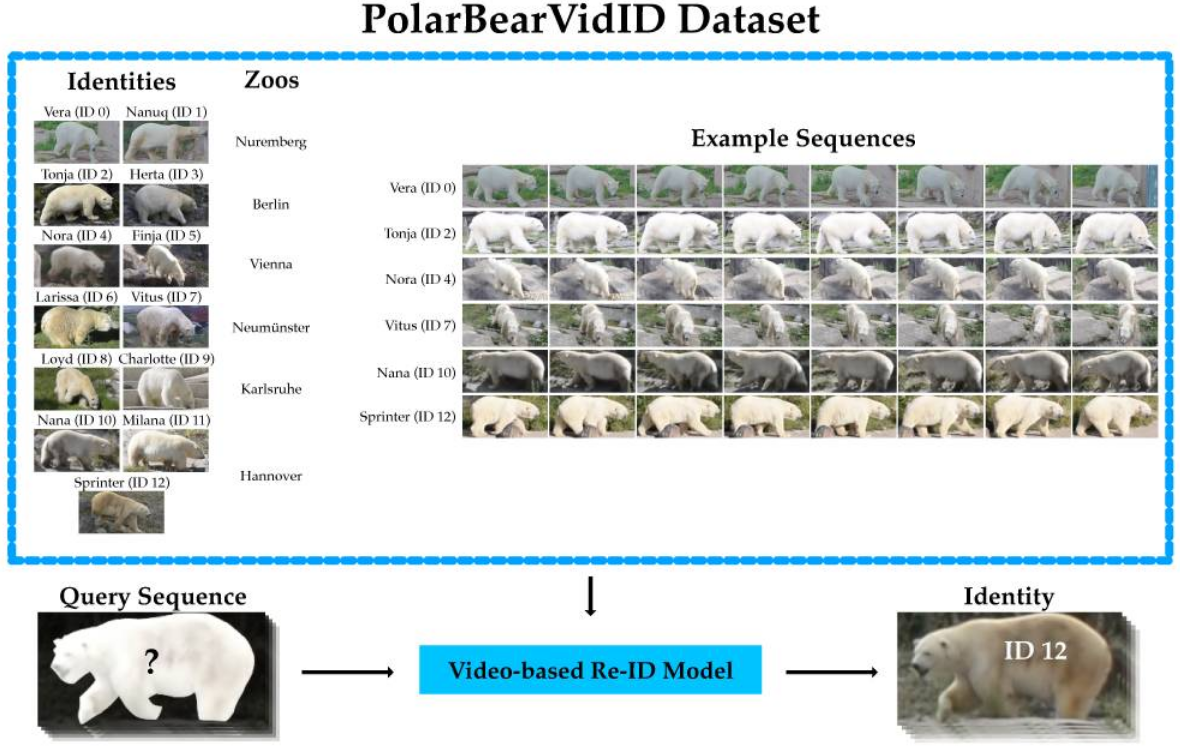 PolarBearVidID Dataset
Identities
Zoos
Vera (ID 0) Nanuq (ID 1)
Nuremberg
Tonja (ID 2) Herta (ID 3)
Berlin
Nora (ID 4) Finja (ID 5)
Vienna
Larissa (ID 6) Vitus (ID 7)
Neumünster
Loyd (ID 8) Charlotte (ID 9)
Karlsruhe
Nana (ID 10) Milana (ID 11)
Hannover
Sprinter (ID 12)
Example Sequences
Vera (ID 0)
Tonja (ID 2)
Nora (ID 4)
Vitus (ID 7)
Nana (ID 10)
Sprinter (ID 12)
Query Sequence
?
Video-based Re-ID Model
Identity
ID 12